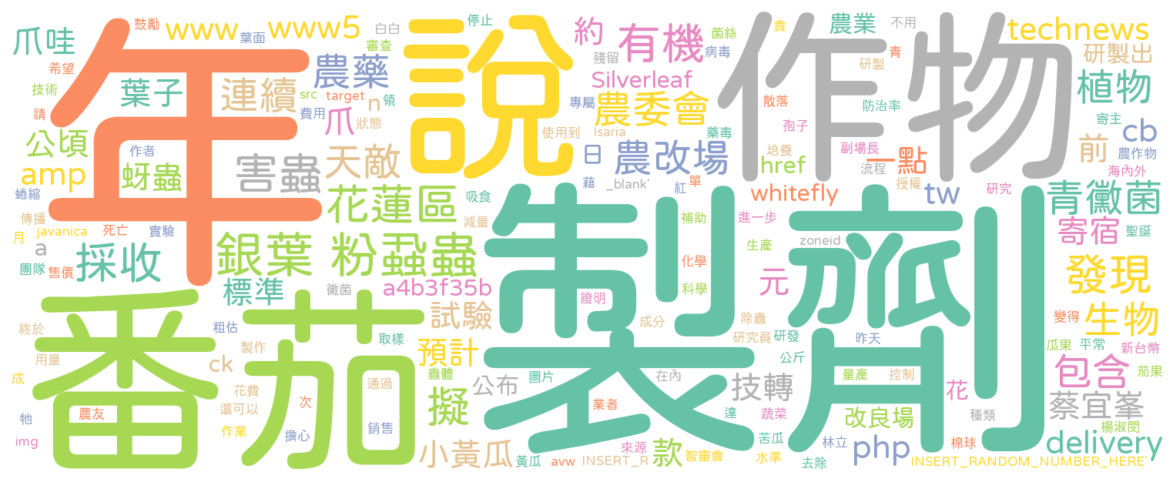 年
說
作物
番茄
製劑
鼓勵
www
www5
停止
白白
約
有機
菌絲
貴
農業
不用
technews
爪哇
葉面
審查
殘留
病毒
青
研製
研製出
希望
農藥
Silverleaf
技術
葉子
連續
src
target
n
領
專屬
農委會
散落
防治率
植物
請
費用
爪
狀態
使用到
Isaria
藥毒
孢子
寄主
cb
公頃
作者
天敵
日
農改場
培養
副場長
一點
前
農作物
amp
蚜蟲
害蟲
href
流程
海內外
蜷縮
藉
_blank'
紅
單
whitefly
授權
tw
研究
青黴菌
傳播
實驗
花蓮區
吸食
補助
進一步
月
javanica
死亡
減量
寄宿
聖誕
a
採收
銀葉
粉蝨蟲
生產
zoneid
團隊
售價
標準
黴菌
a4b3f35b
化學
元
發現
科學
證明
終於
粗估
取樣
試驗
成分
除蟲
研究員
研發
昨天
變得
生物
用量
製作
預計
公斤
瓜果
平常
新台幣
ck
蟲體
圖片
在內
量產
控制
包含
茄果
成
花費
通過
擬
公布
技轉
花
牠
農友
還可以
次
業者
達
蔬菜
改良場
種類
蔡宜峯
作業
擔心
銷售
楊淑閔
img
小黃瓜
黃瓜
款
來源
苦瓜
林立
php
棉球
delivery
avw
INSERT_R
智審會
水準
去除
INSERT_RANDOM_NUMBER_HERE'